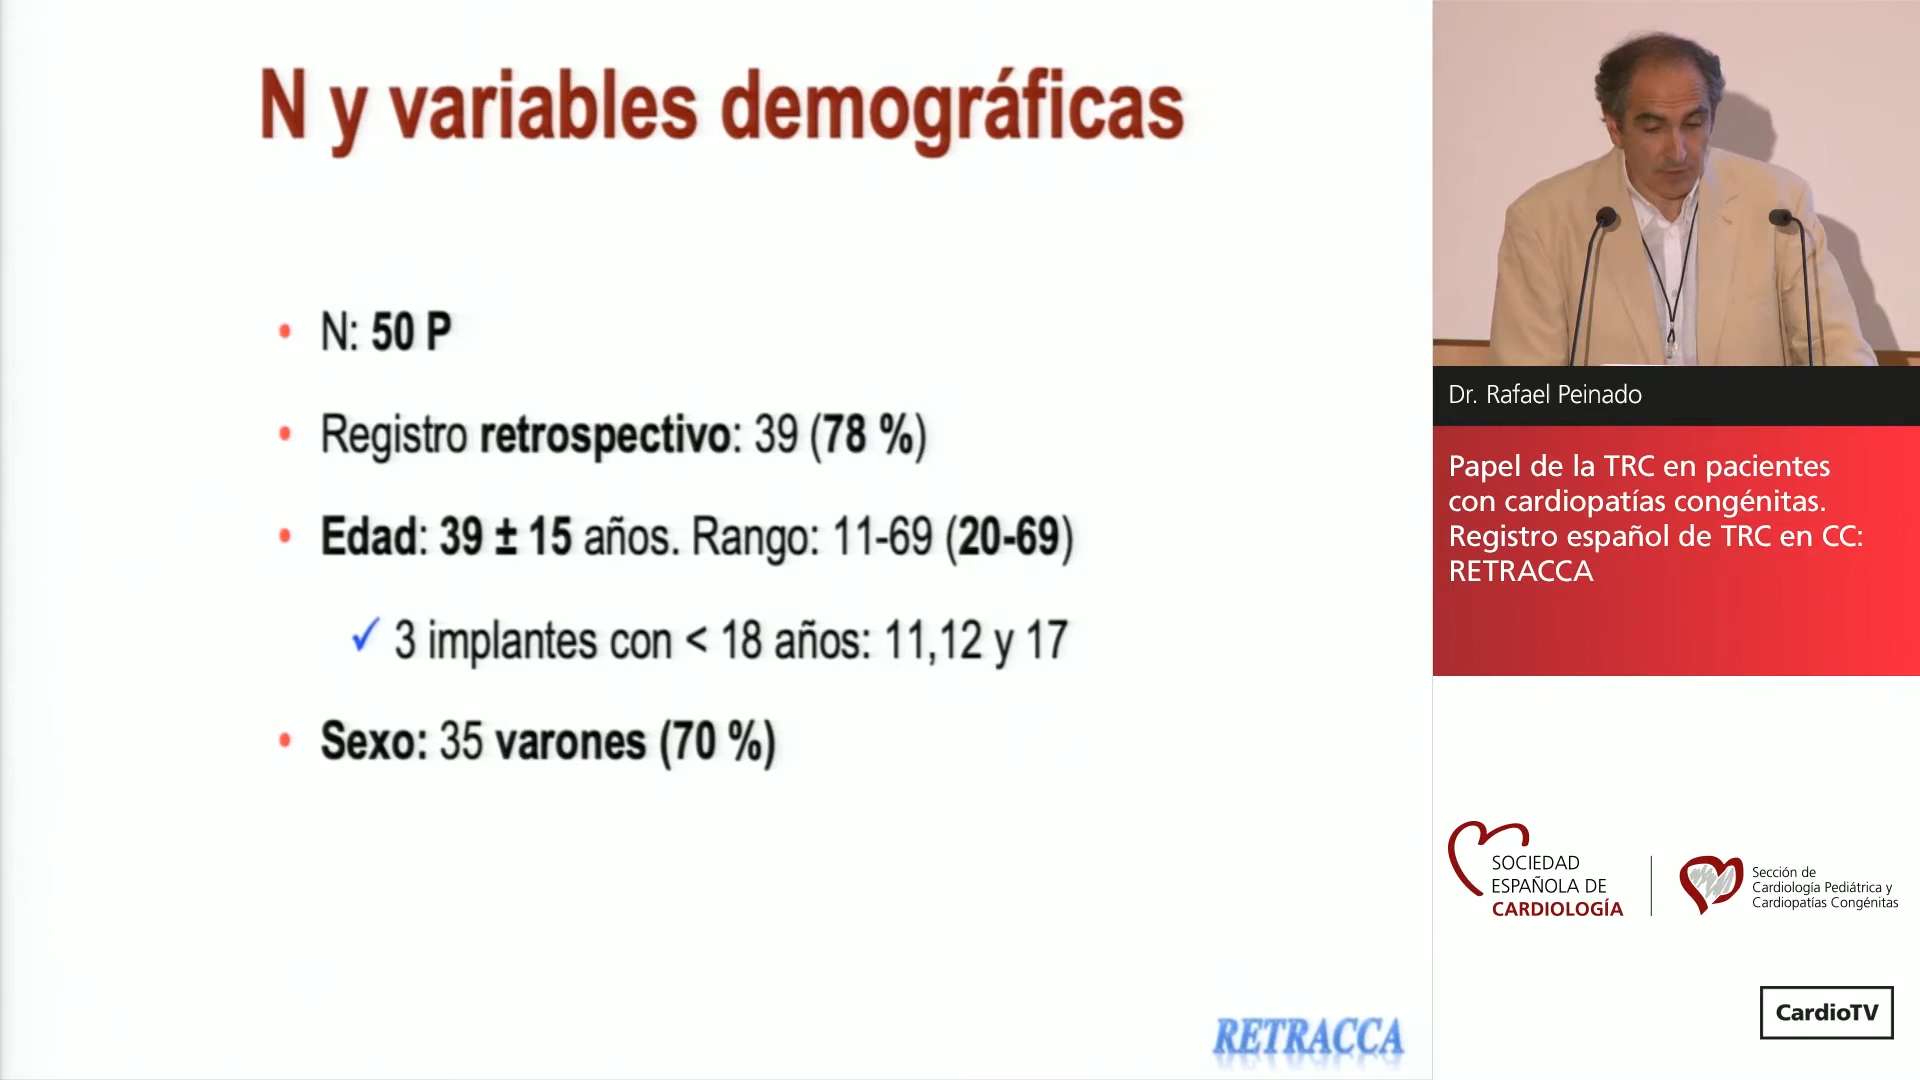 N y variables demográficas
• N: 50 P
• Registro retrospectivo: 39 (78 %)
• Edad: 39 ± 15 años. Rango: 11-69 (20-69)
✓ 3 implantes con < 18 años: 11,12 y 17
• Sexo: 35 varones (70 %)
RETRACCA
Dr. Rafael Peinado
Papel de la TRC en pacientes
con cardiopatías congénitas.
Registro español de TRC en CC:
RETRACCA
SOCIEDAD
ESPAÑOLA DE
CARDIOLOGÍA
Sección de
Cardiología Pediátrica y
Cardiopatías Congénitas
CardioTV